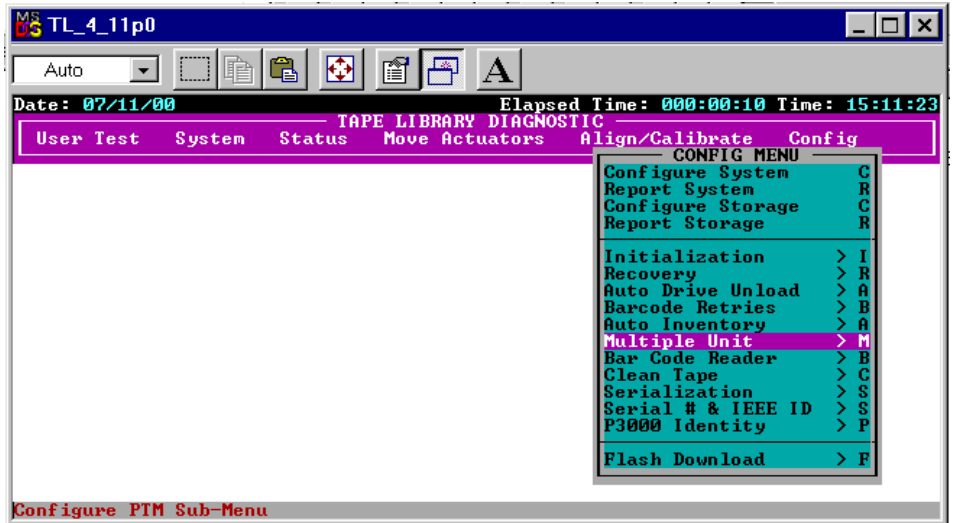 TL_4_11p0
Auto
A
Date: 07/11/00 Elapsed Time: 000:00:10 Time: 15:11:23
TAPE LIBRARY DIAGNOSTIC
User Test System Status Move Actuators Align/Calibrate Config
CONFIG MENU
Configure System C
Report System R
Configure Storage C
Report Storage R
Initialization > I
Recovery > R
Auto Drive Unload > A
Barcode Retries > B
Auto Inventory > A
Multiple Unit > M
Bar Code Reader > B
Clean Tape > C
Serialization > S
Serial # & IEEE ID > S
P3000 Identity > P
Flash Download > F
Configure PTM Sub-Menu